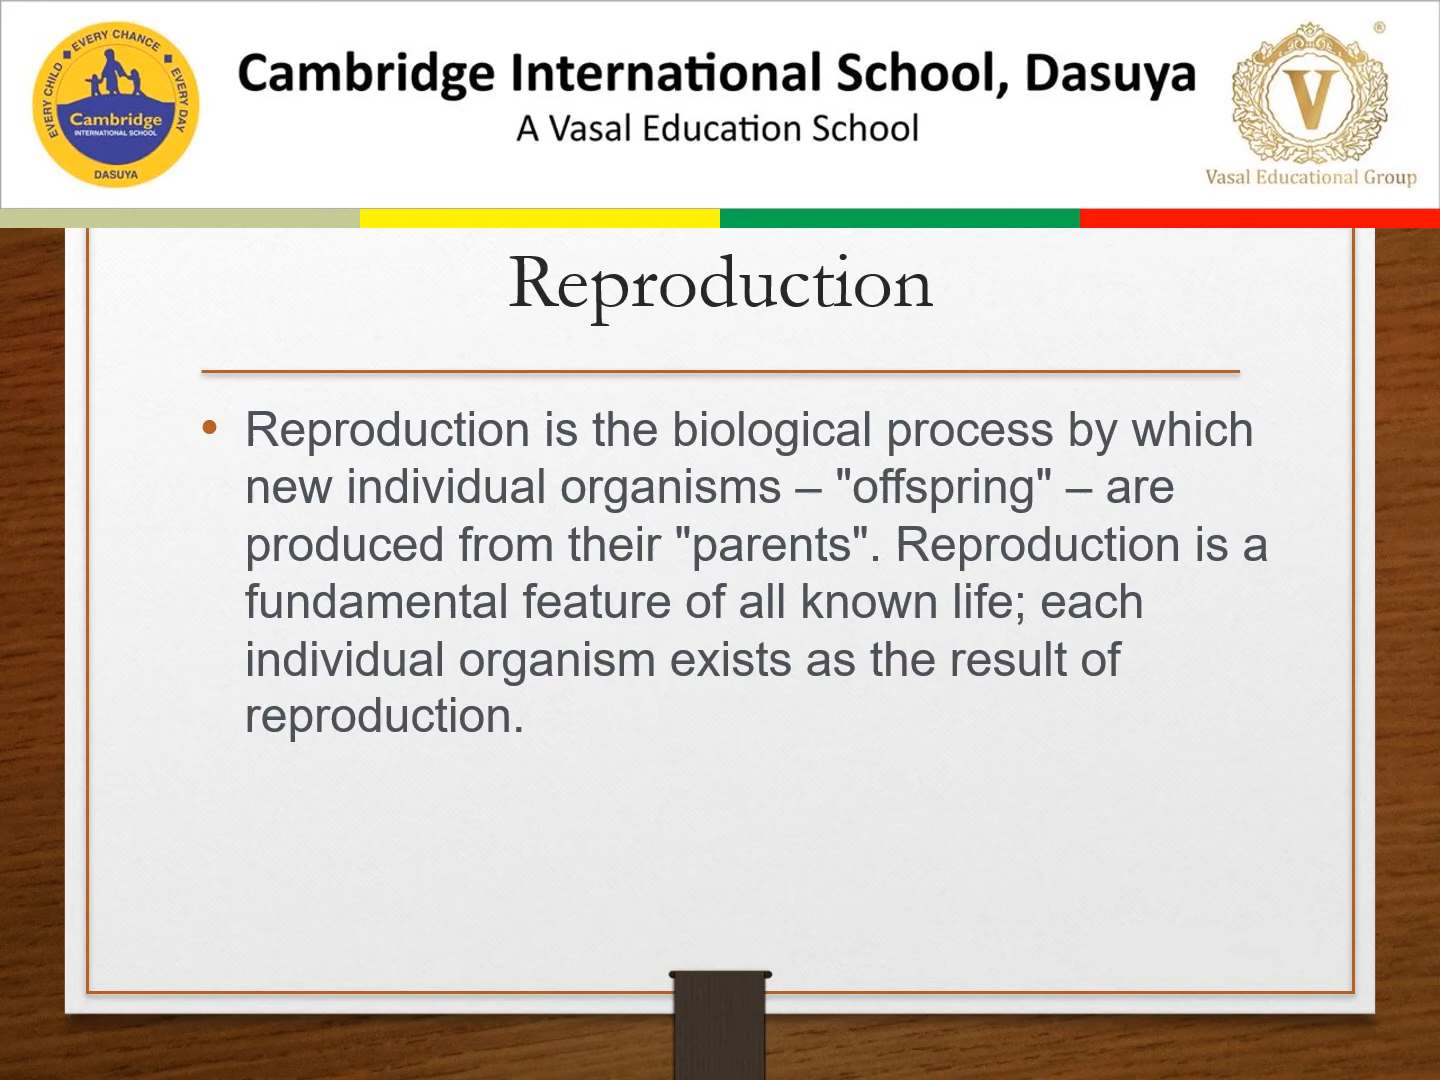 EVERY CHILD EVERY CHANCE EVERY DAY
Cambridge
INTERNATIONAL SCHOOL
DASUYA
Cambridge International School, Dasuya
A Vasal Education School
®
V
Vasal Educational Group
Reproduction
• Reproduction is the biological process by which
new individual organisms – "offspring" – are
produced from their "parents". Reproduction is a
fundamental feature of all known life; each
individual organism exists as the result of
reproduction.